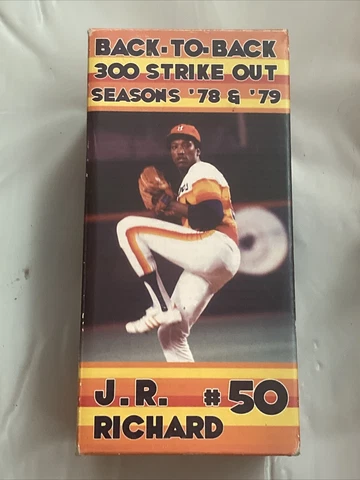 BACK-TO-BACK
300 STRIKE OUT
SEASONS '78 & '79
H
J.R. #50
RICHARD